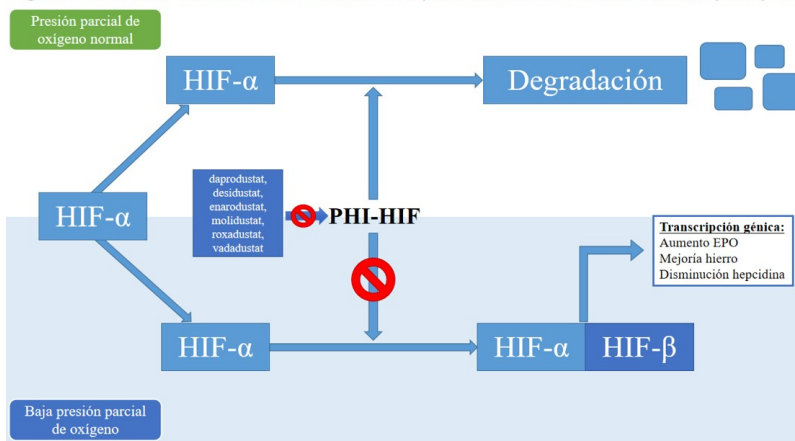 Presión parcial de
oxígeno normal
HIF-α
Degradación
HIF-α
daprodustat,
desidustat,
enarodustat,
molidustat,
roxadustat,
vadadustat
PHI-HIF
Transcripción génica:
Aumento EPO
Mejoría hierro
Disminución hepcidina
HIF-α
HIF-α
HIF-β
Baja presión parcial
de oxígeno